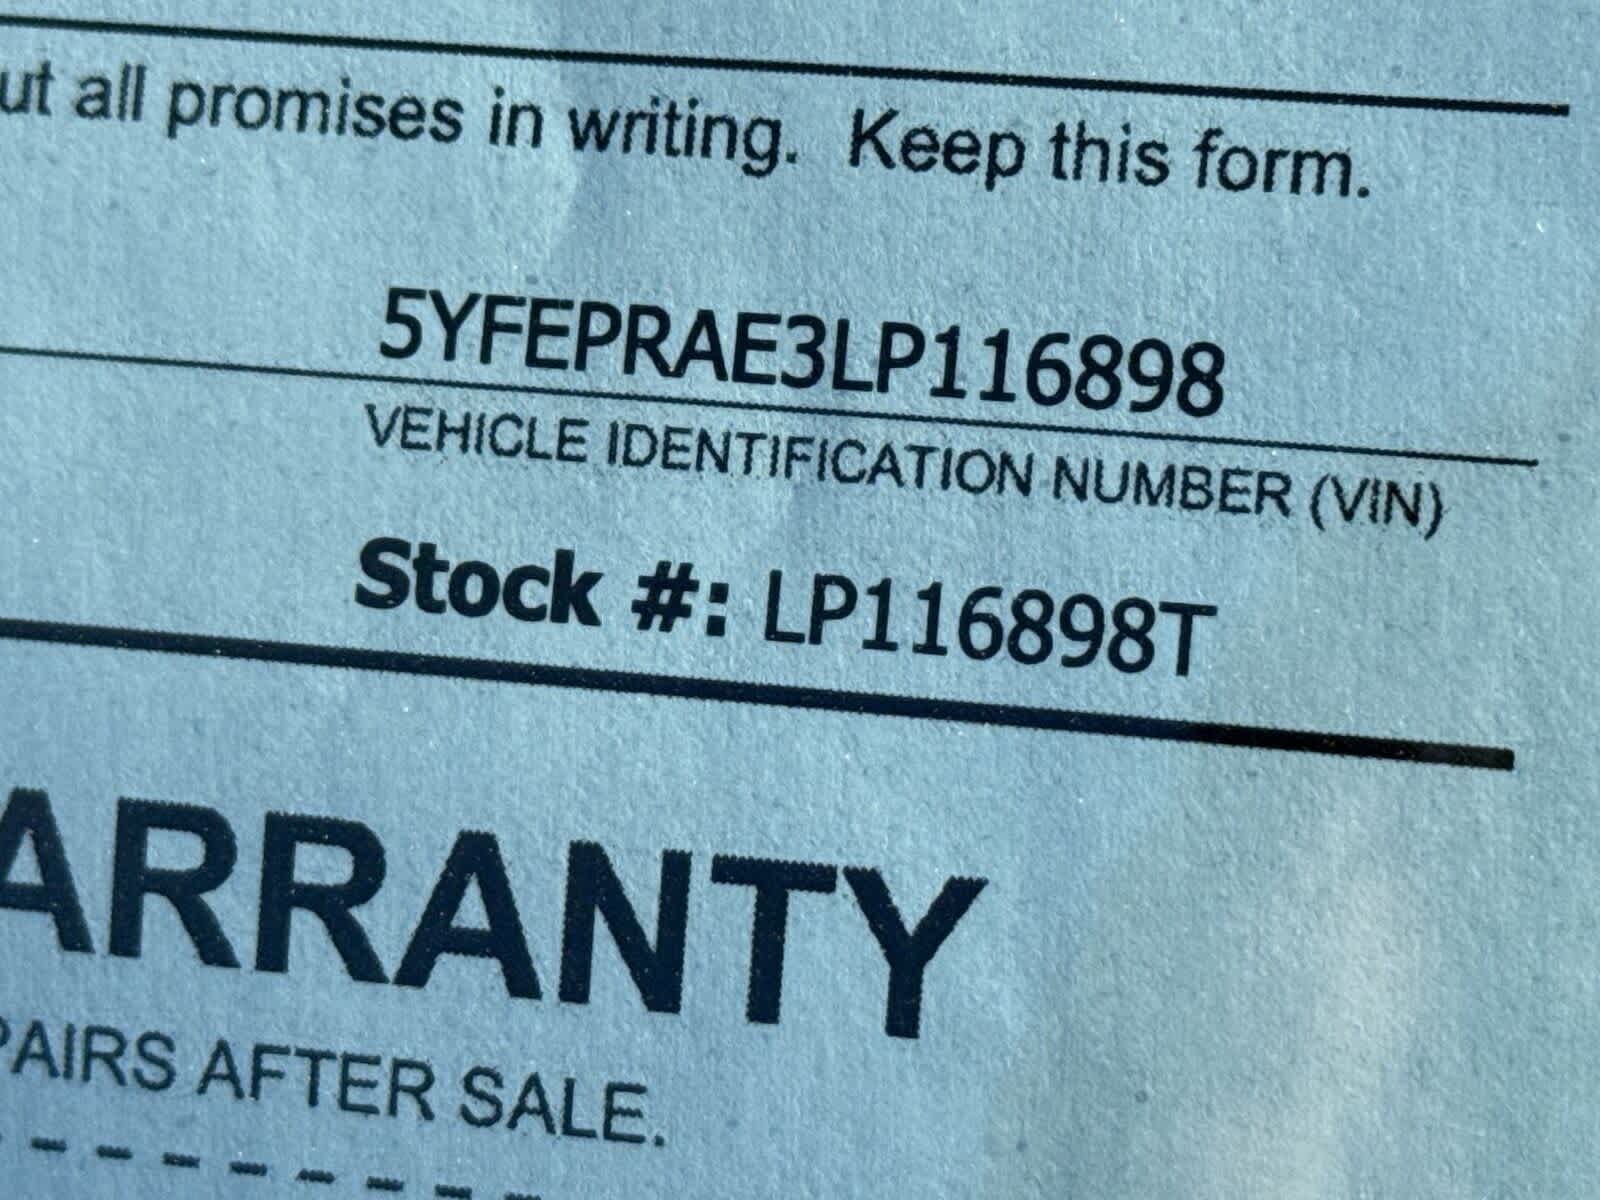 ut all promises in writing. Keep this form.
5YFEPRAE3LP116898
VEHICLE IDENTIFICATION NUMBER (VIN)
Stock #: LP116898T
ARRANTY
PAIRS AFTER SALE.